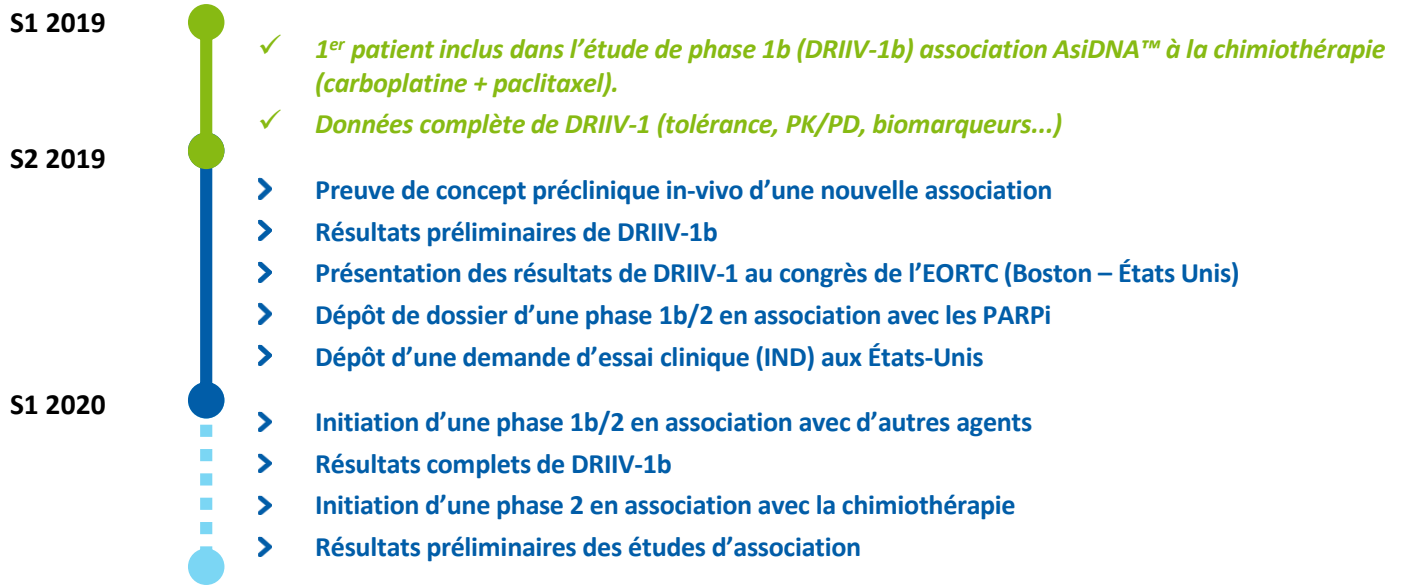 S1 2019
✓ 1er patient inclus dans l’étude de phase 1b (DRIIV-1b) association AsiDNA™ à la chimiothérapie
(carboplatine + paclitaxel).
✓ Données complète de DRIIV-1 (tolérance, PK/PD, biomarqueurs...)
S2 2019
> Preuve de concept préclinique in-vivo d’une nouvelle association
> Résultats préliminaires de DRIIV-1b
> Présentation des résultats de DRIIV-1 au congrès de l’EORTC (Boston – États Unis)
> Dépôt de dossier d’une phase 1b/2 en association avec les PARPi
> Dépôt d’une demande d’essai clinique (IND) aux États-Unis
S1 2020
> Initiation d’une phase 1b/2 en association avec d’autres agents
> Résultats complets de DRIIV-1b
> Initiation d’une phase 2 en association avec la chimiothérapie
> Résultats préliminaires des études d’association